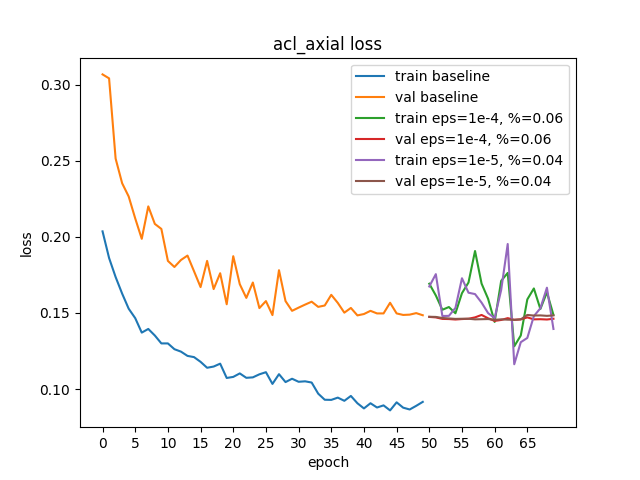 acl_axial loss
train baseline
val baseline
train eps=1e-4, %=0.06
val eps=1e-4, %=0.06
train eps=1e-5, %=0.04
val eps=1e-5, %=0.04
loss
0.30
0.25
0.20
0.15
0.10
0 5 10 15 20 25 30 35 40 45 50 55 60 65
epoch